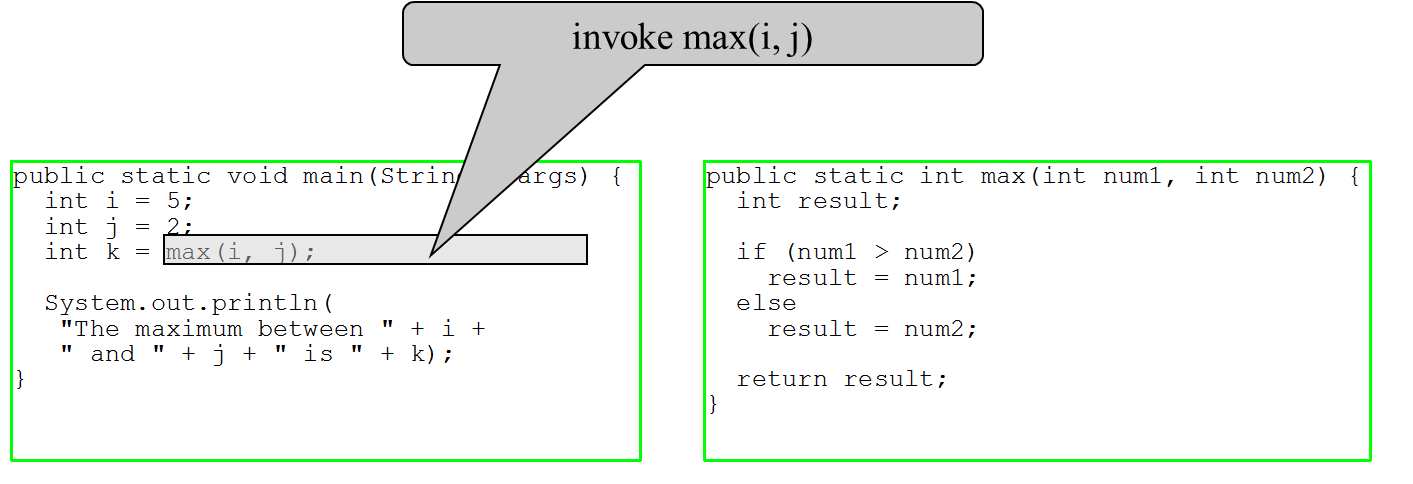 invoke max(i, j)
public static void main(Strin args) {
int i = 5;
int j = 2;
int k = max(i, j);
System.out.println(
"The maximum between " + i +
" and " + j + " is " + k);
}
public static int max(int num1, int num2) {
int result;
if (num1 > num2)
result = num1;
else
result = num2;
return result;
}